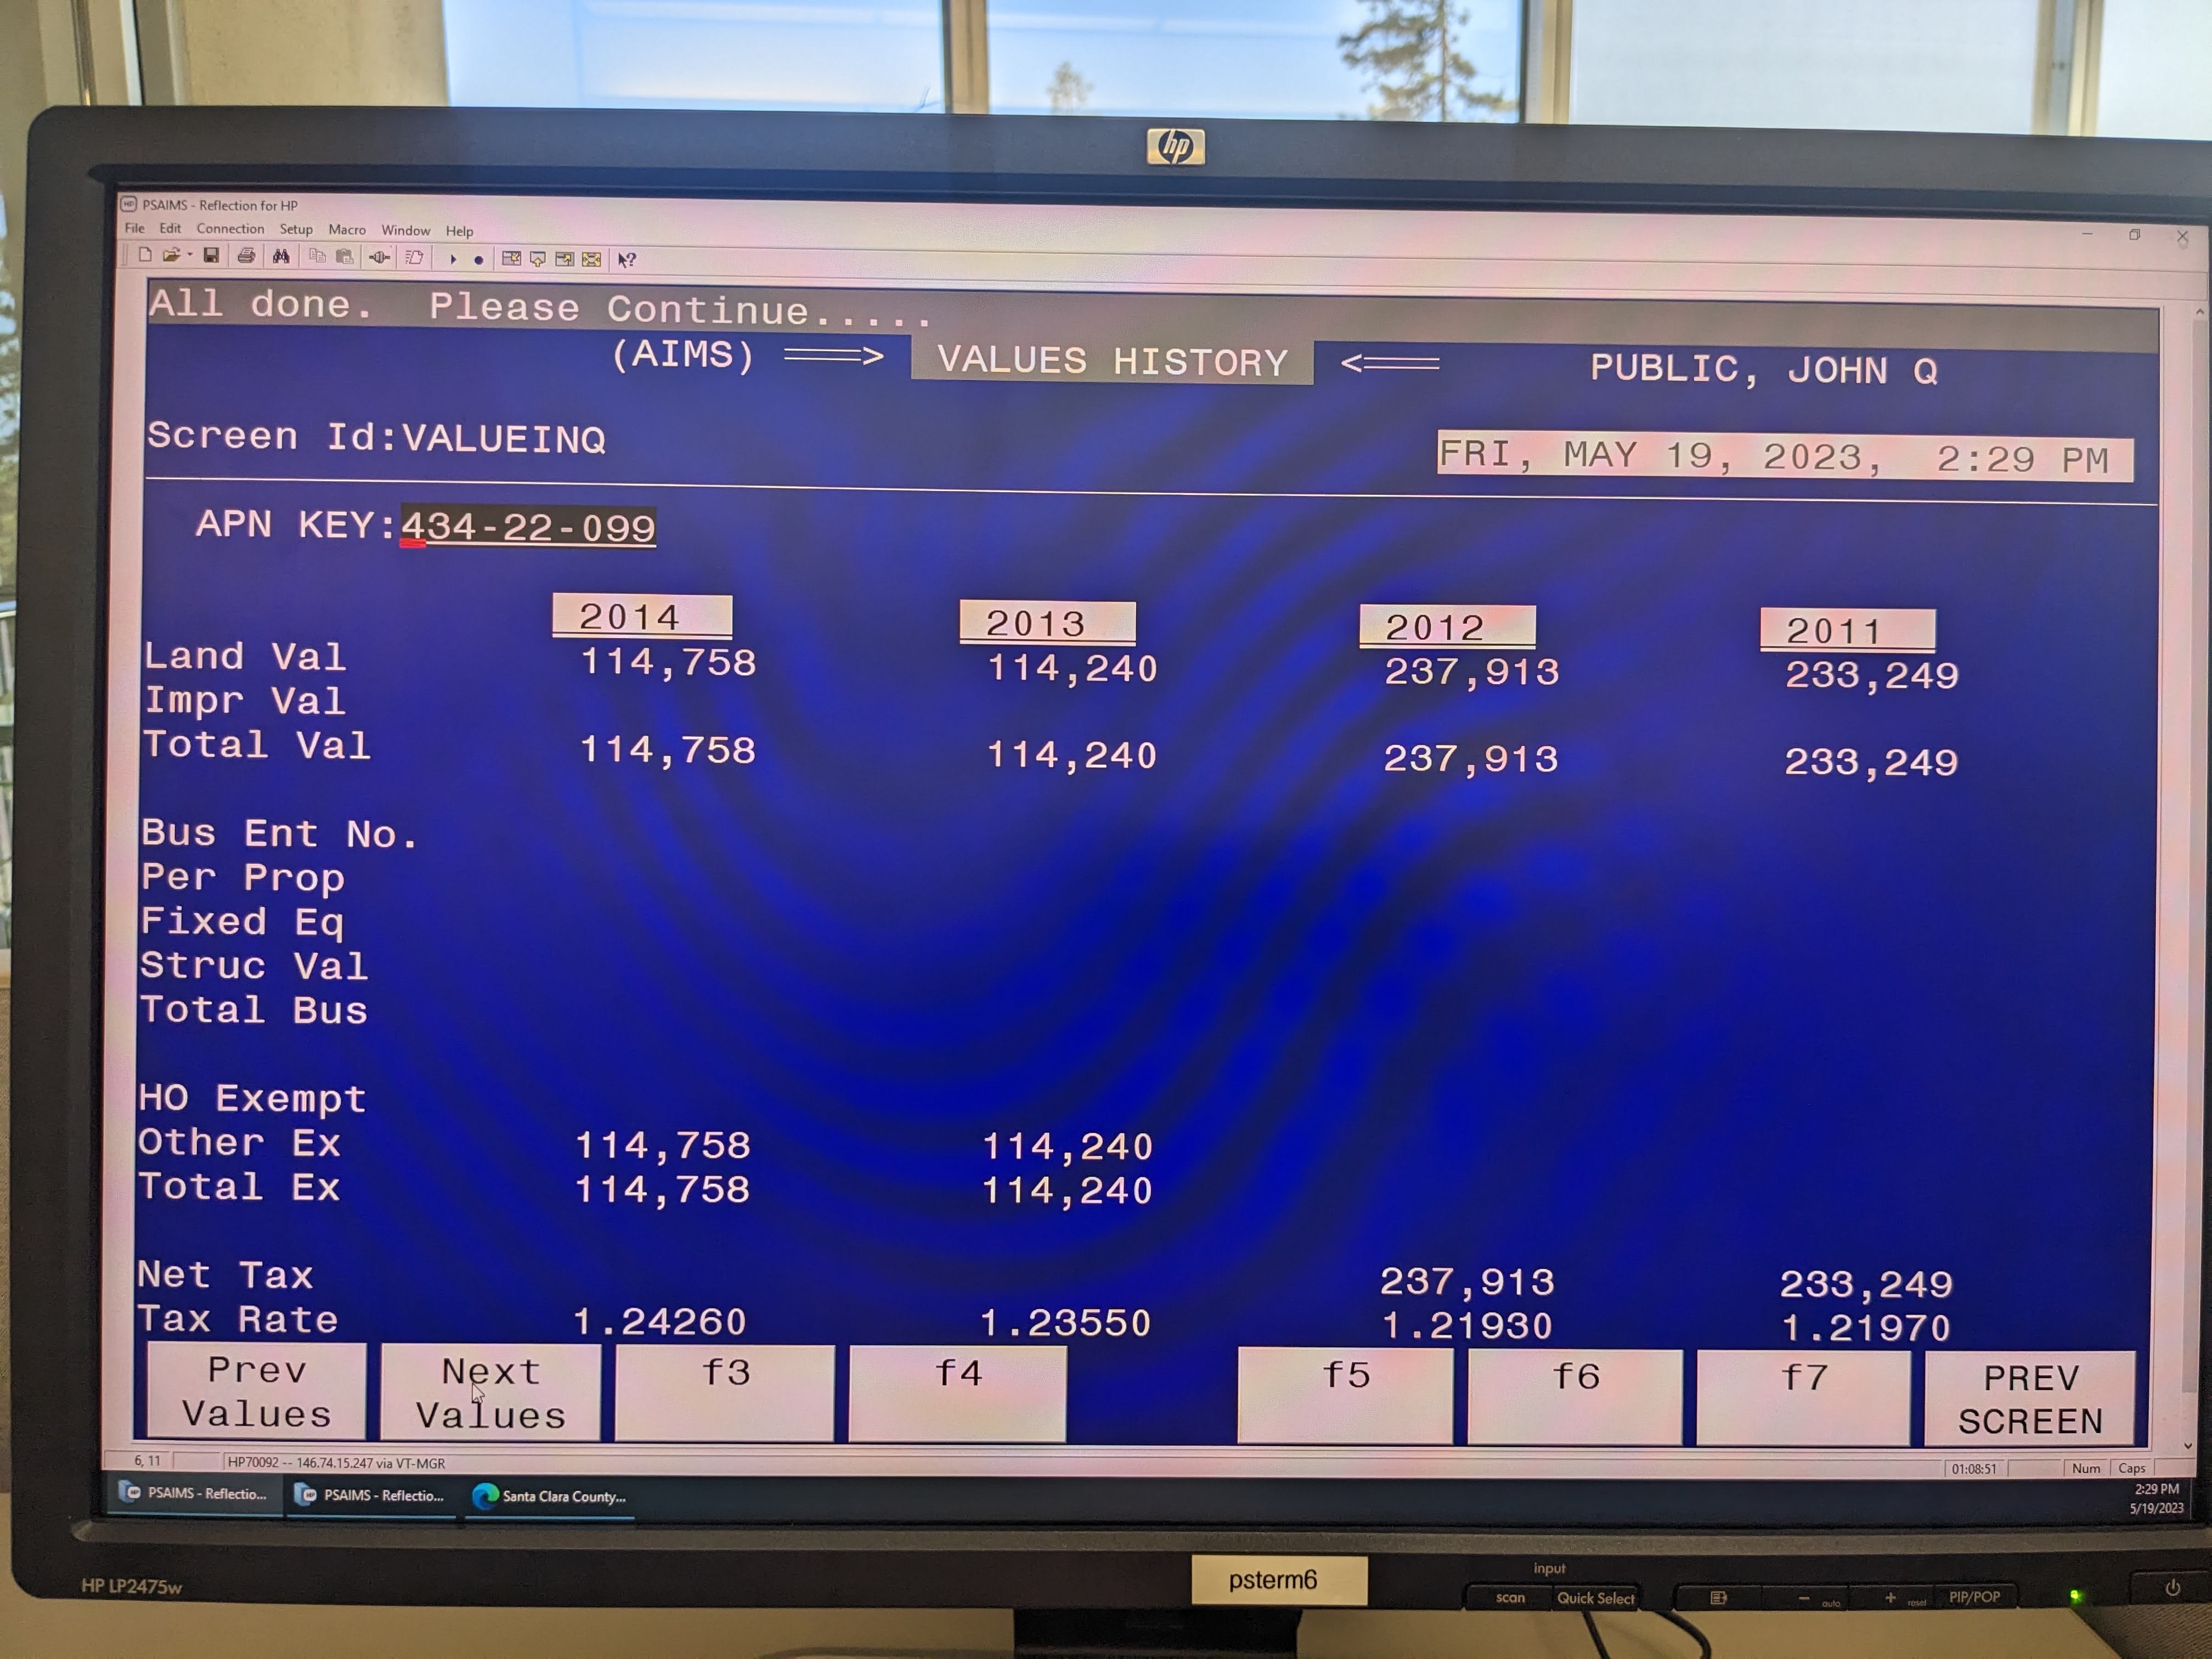 hp
PSAIMS - Reflection for HP
File Edit Connection Setup Macro Window Help
All done. Please Continue.....
(AIMS) ===> VALUES HISTORY <=== PUBLIC, JOHN Q
Screen Id:VALUEINQ FRI, MAY 19, 2023, 2:29 PM
APN KEY:434-22-099
2014 2013 2012 2011
Land Val 114,758 114,240 237,913 233,249
Impr Val
Total Val 114,758 114,240 237,913 233,249
Bus Ent No.
Per Prop
Fixed Eq
Struc Val
Total Bus
HO Exempt
Other Ex 114,758 114,240
Total Ex 114,758 114,240
Net Tax 237,913 233,249
Tax Rate 1.24260 1.23550 1.21930 1.21970
Prev Values Next Values f3 f4 f5 f6 f7 PREV SCREEN
6, 11 HP70092 -- 146.74.15.247 via VT-MGR 01:08:51 Num Caps
PSAIMS - Reflectio... PSAIMS - Reflectio... Santa Clara County... 2:29 PM
5/19/2023
HP LP2475w psterm6 input
scan Quick Select - auto + reset PIP/POP